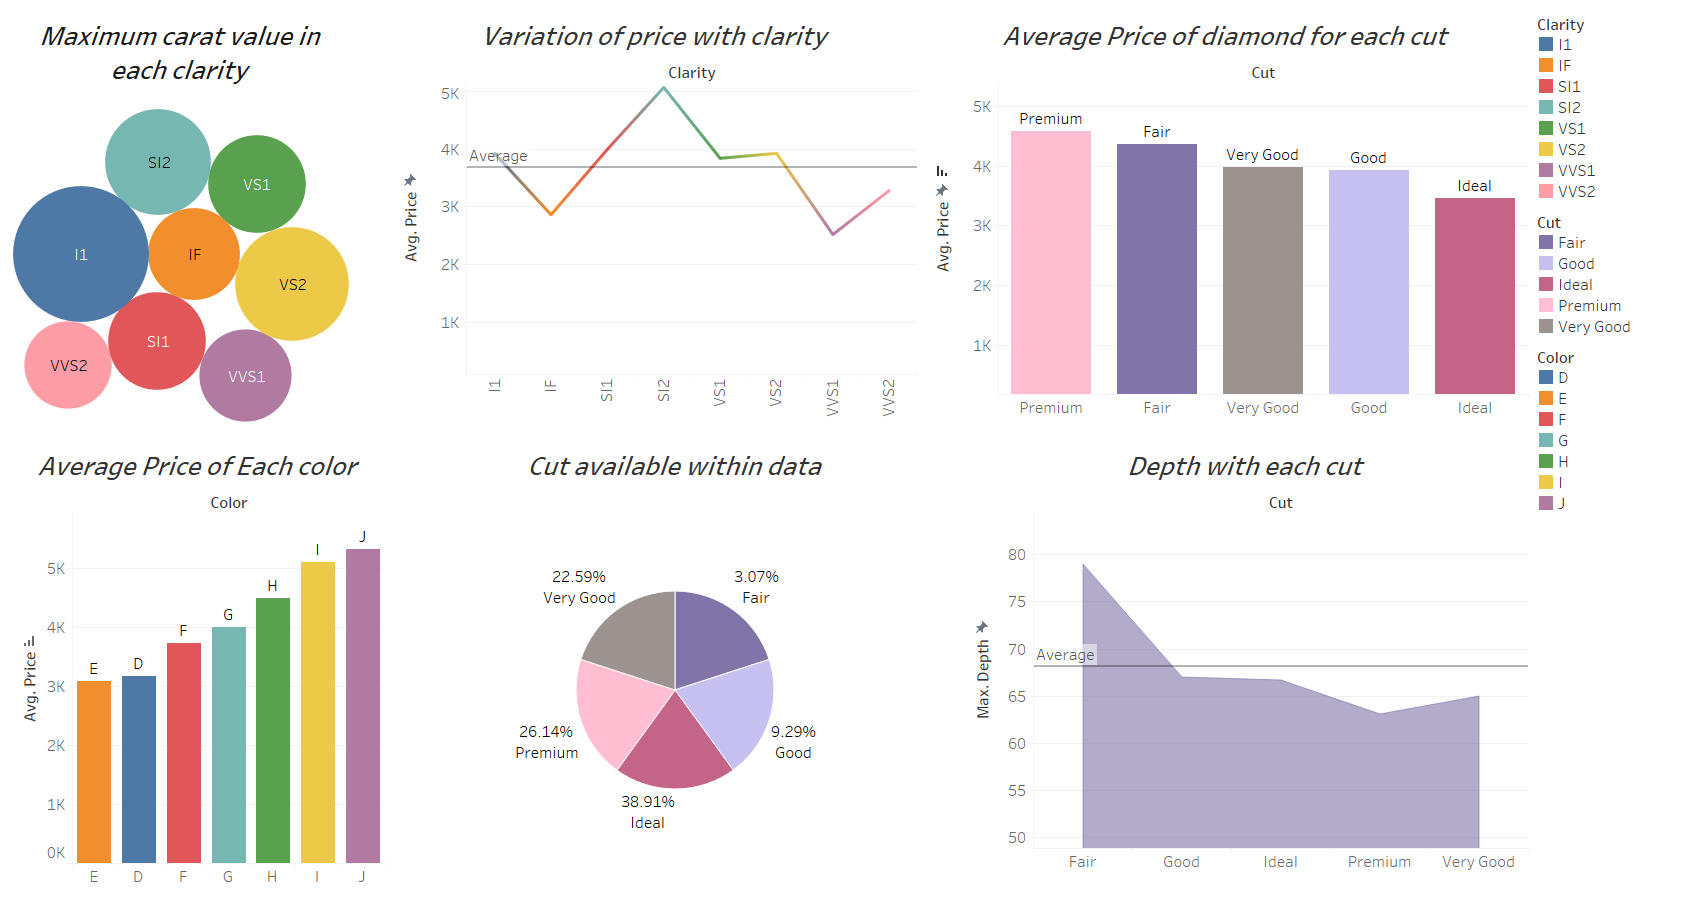 Maximum carat value in
each clarity
SI2
VS1
I1
IF
VS2
SI1
VVS2
VVS1
Variation of price with clarity
Clarity
Avg. Price
5K
4K
3K
2K
1K
Average
I1
IF
SI1
SI2
VS1
VS2
VVS1
VVS2
Average Price of diamond for each cut
Cut
Avg. Price
5K
4K
3K
2K
1K
Premium
Fair
Very Good
Good
Ideal
Premium
Fair
Very Good
Good
Ideal
Clarity
I1
IF
SI1
SI2
VS1
VS2
VVS1
VVS2
Cut
Fair
Good
Ideal
Premium
Very Good
Color
D
E
F
G
H
I
J
Average Price of Each color
Color
Avg. Price
5K
4K
3K
2K
1K
0K
E
D
F
G
H
I
J
E
D
F
G
H
I
J
Cut available within data
22.59%
Very Good
3.07%
Fair
26.14%
Premium
9.29%
Good
38.91%
Ideal
Depth with each cut
Cut
Max. Depth
80
75
70
65
60
55
50
Average
Fair
Good
Ideal
Premium
Very Good